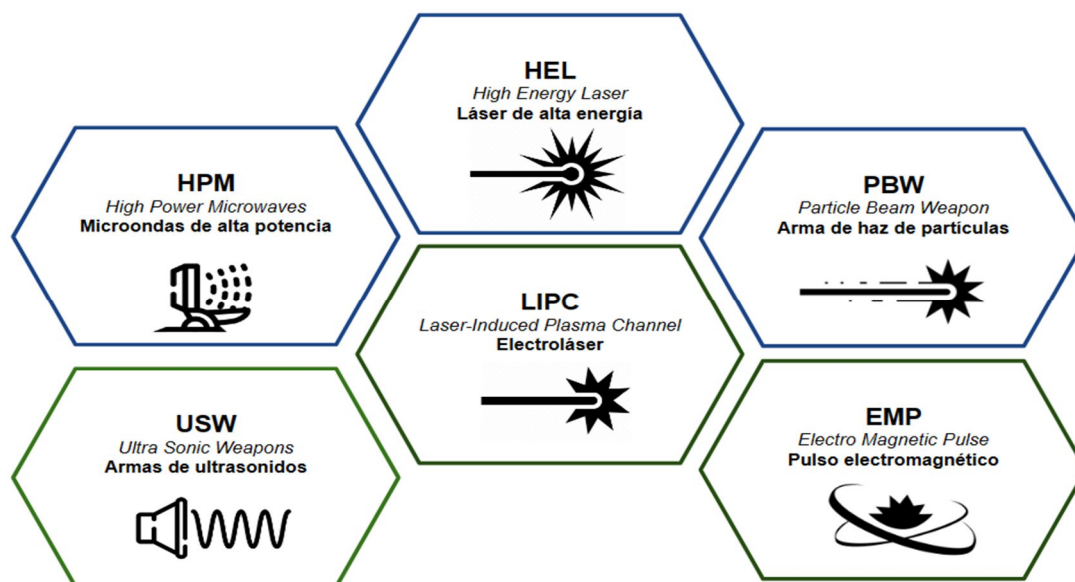 HEL
High Energy Laser
Láser de alta energía
HPM
High Power Microwaves
Microondas de alta potencia
PBW
Particle Beam Weapon
Arma de haz de partículas
LIPC
Laser-Induced Plasma Channel
Electroláser
USW
Ultra Sonic Weapons
Armas de ultrasonidos
EMP
Electro Magnetic Pulse
Pulso electromagnético